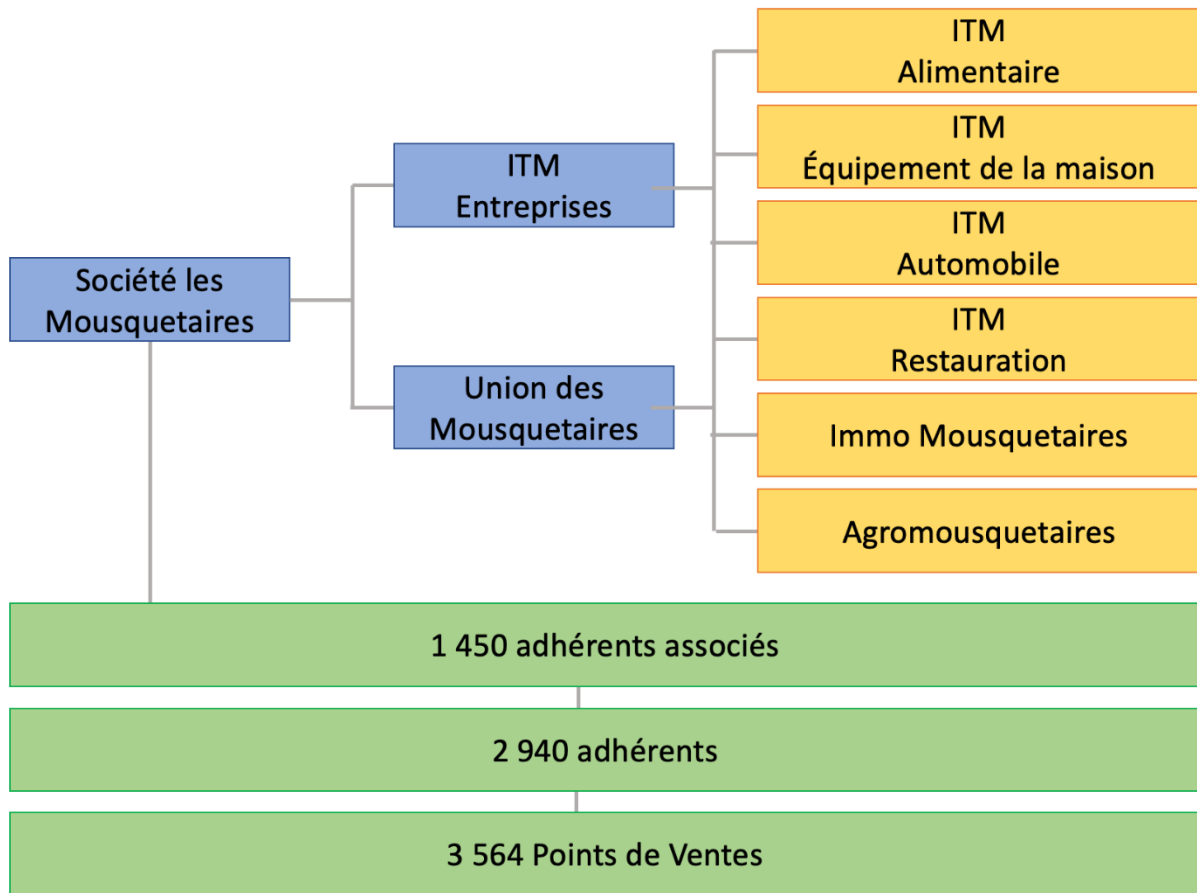 Société les
Mousquetaires
ITM
Entreprises
Union des
Mousquetaires
ITM
Alimentaire
ITM
Équipement de la maison
ITM
Automobile
ITM
Restauration
Immo Mousquetaires
Agromousquetaires
1 450 adhérents associés
2 940 adhérents
3 564 Points de Ventes